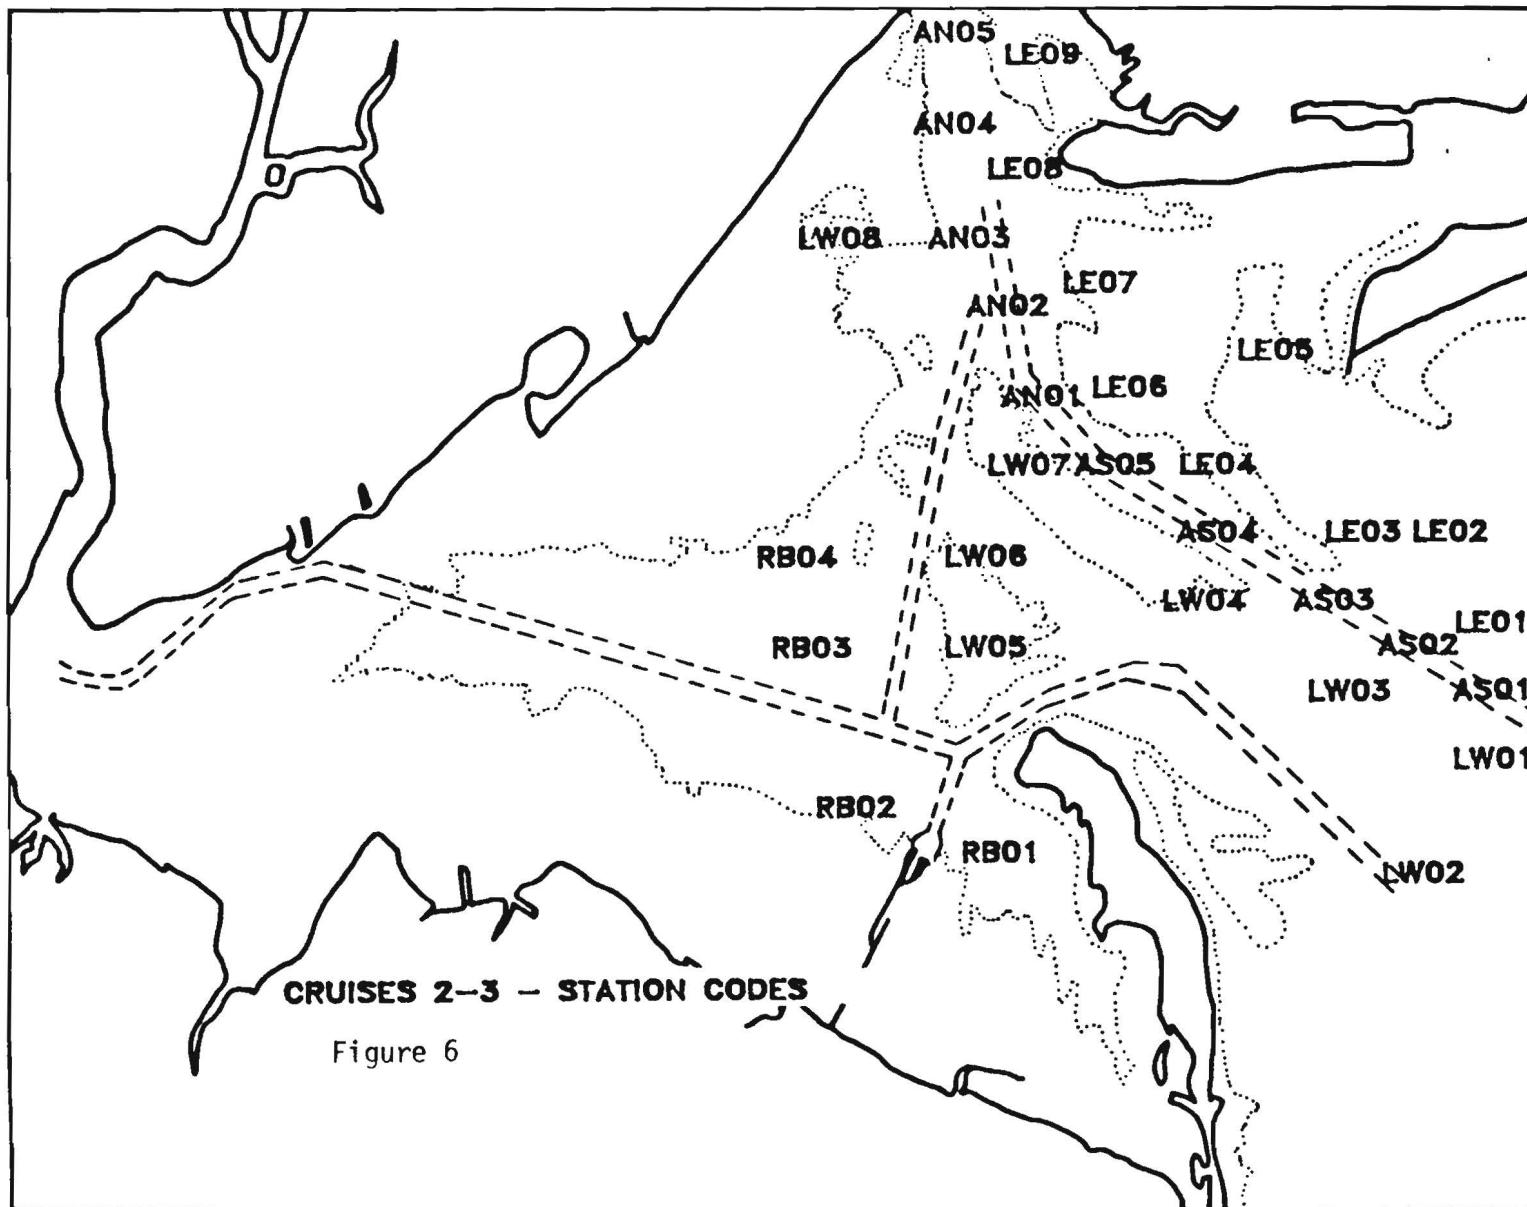 AN05
LE09
AN04
LE08
LW08
AN03
LE07
AN02
LE05
LE06
AN01
LW07
AS05
LE04
AS04
LE03
LE02
RB04
LW06
LW04
AS03
LE01
RB03
LW05
AS02
LW03
AS01
LW01
RB02
RB01
LW02
CRUISES 2-3 - STATION CODES
Figure 6